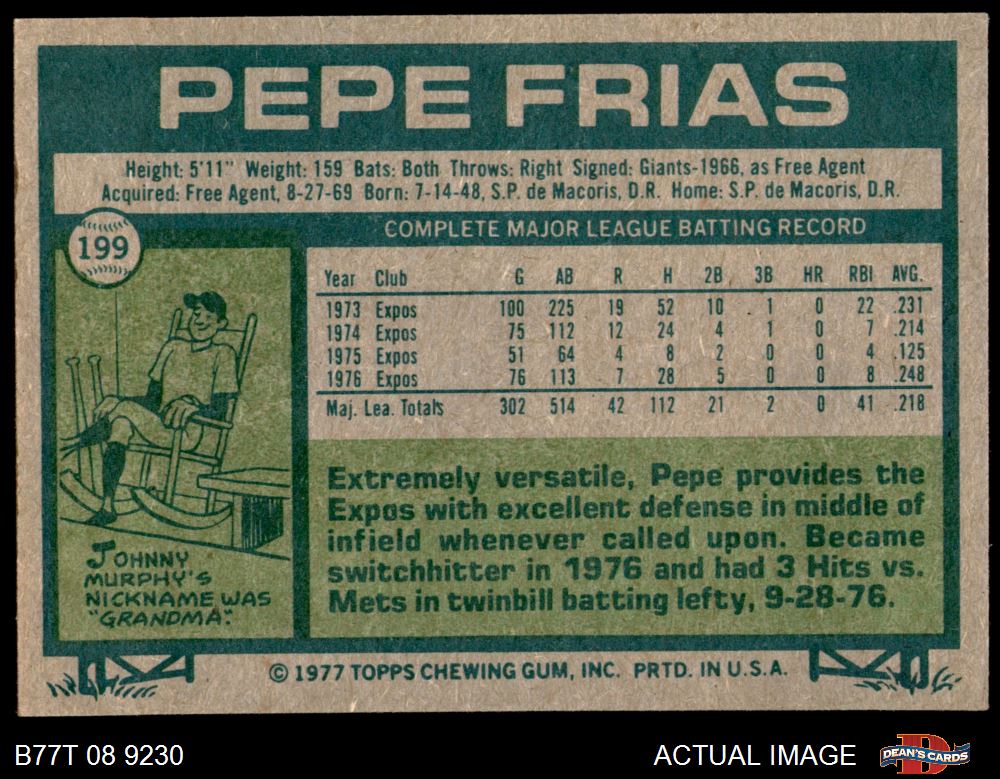 PEPE FRIAS
Height: 5'11" Weight: 159 Bats: Both Throws: Right Signed: Giants-1966, as Free Agent
Acquired: Free Agent, 8-27-69 Born: 7-14-48, S.P. de Macoris, D.R. Home: S.P. de Macoris, D.R.
199
COMPLETE MAJOR LEAGUE BATTING RECORD
Year Club G AB R H 2B 3B HR RBI AVG.
1973 Expos 100 225 19 52 10 1 0 22 .231
1974 Expos 75 112 12 24 4 1 0 7 .214
1975 Expos 51 64 4 8 2 0 0 4 .125
1976 Expos 76 113 7 28 5 0 0 8 .248
Maj. Lea. Totals 302 514 42 112 21 2 0 41 .218
JOHNNY
MURPHY'S
NICKNAME WAS
"GRANDMA."
Extremely versatile, Pepe provides the
Expos with excellent defense in middle of
infield whenever called upon. Became
switchhitter in 1976 and had 3 Hits vs.
Mets in twinbill batting lefty, 9-28-76.
© 1977 TOPPS CHEWING GUM, INC. PRTD. IN U.S.A.
B77T 08 9230
ACTUAL IMAGE
DEAN'S CARDS